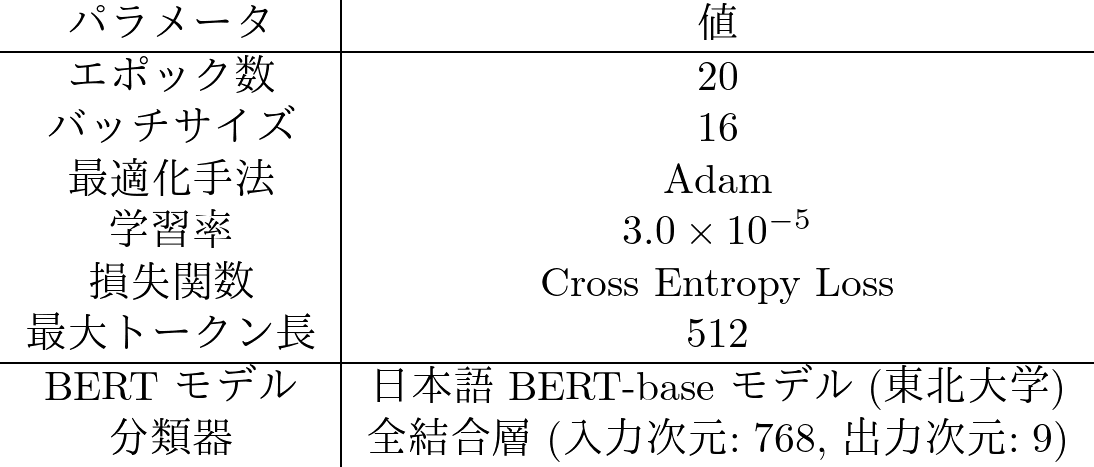 パラメータ 値
エポック数 20
バッチサイズ 16
最適化手法 Adam
学習率 3.0 × 10⁻⁵
損失関数 Cross Entropy Loss
最大トークン長 512
BERT モデル 日本語 BERT-base モデル (東北大学)
分類器 全結合層 (入力次元: 768, 出力次元: 9)